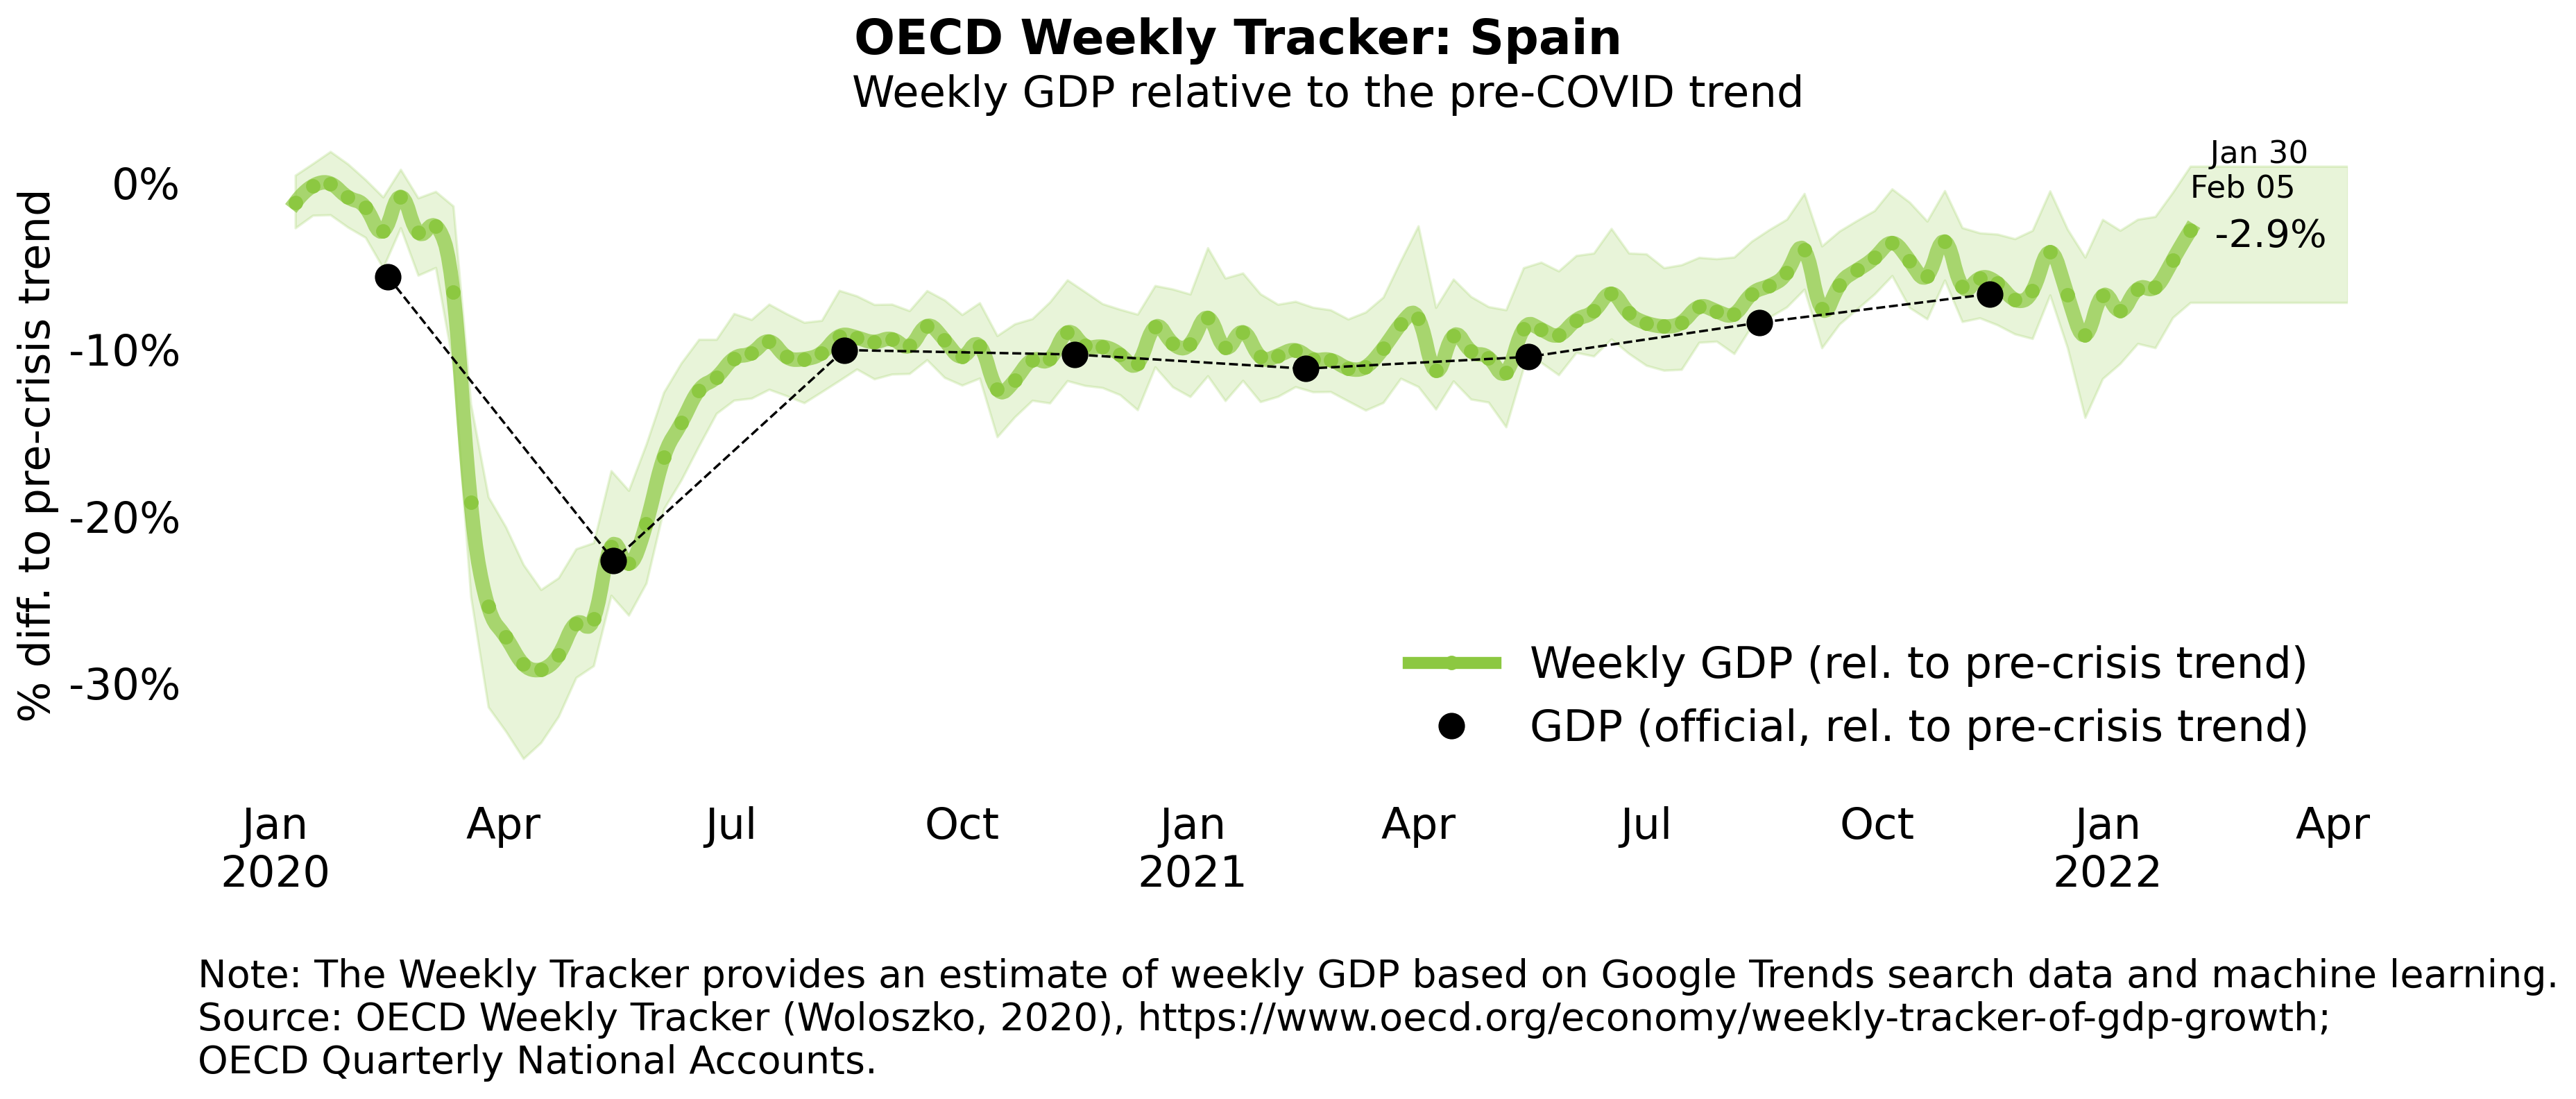 OECD Weekly Tracker: Spain
Weekly GDP relative to the pre-COVID trend
% diff. to pre-crisis trend
0%
-10%
-20%
-30%
Jan 30
Feb 05
-2.9%
Weekly GDP (rel. to pre-crisis trend)
GDP (official, rel. to pre-crisis trend)
Jan Apr Jul Oct Jan Apr Jul Oct Jan Apr
2020 2021 2022
Note: The Weekly Tracker provides an estimate of weekly GDP based on Google Trends search data and machine learning.
Source: OECD Weekly Tracker (Woloszko, 2020), https://www.oecd.org/economy/weekly-tracker-of-gdp-growth;
OECD Quarterly National Accounts.